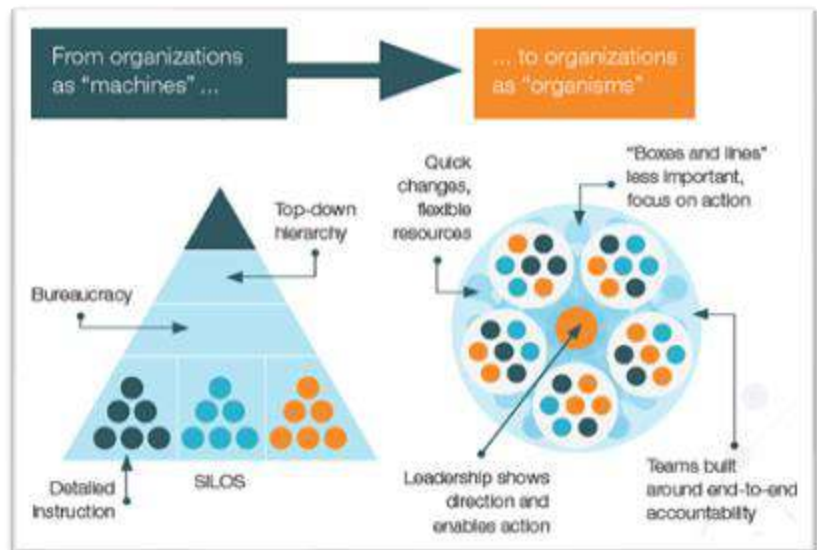 From organizations
as "machines" ...
... to organizations
as "organisms"
Top-down
hierarchy
Bureaucracy
Detailed
instruction
SILOS
Quick
changes,
flexible
resources
"Boxes and lines"
less important,
focus on action
Leadership shows
direction and
enables action
Teams built
around end-to-end
accountability